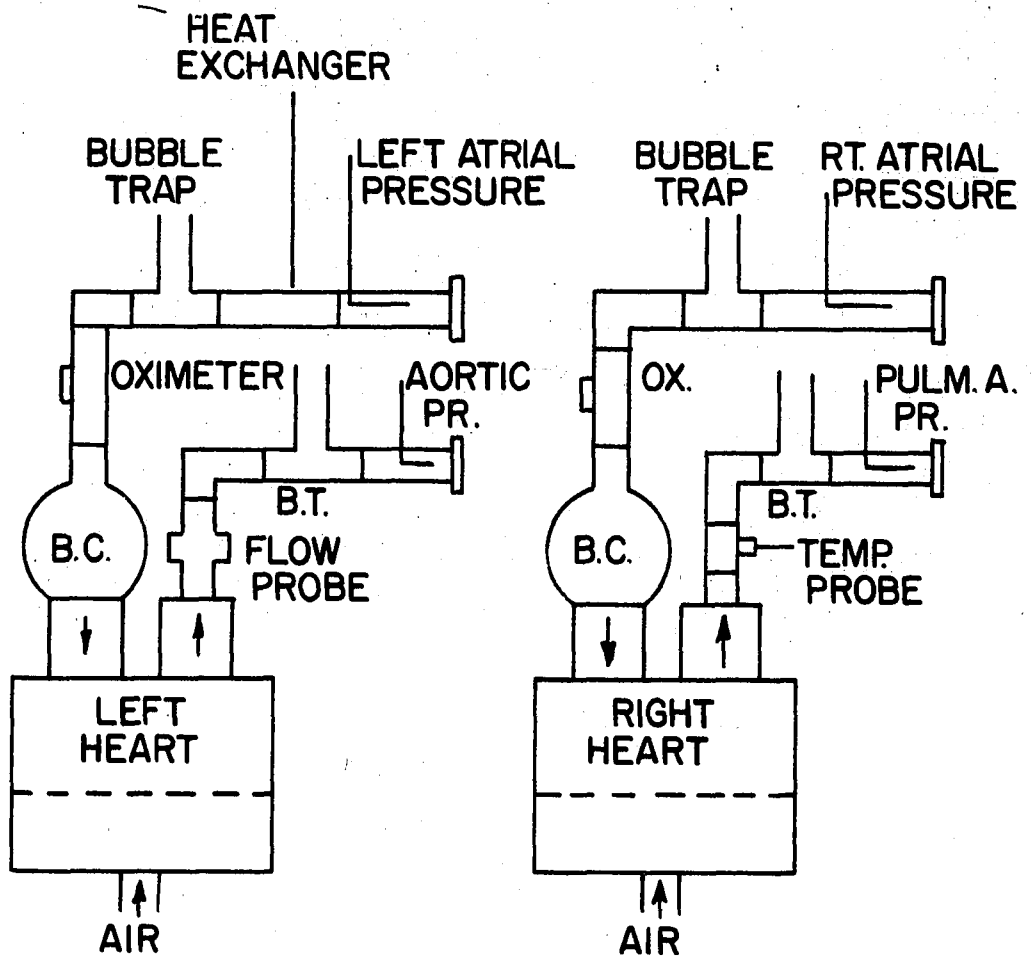 HEAT
EXCHANGER
BUBBLE
TRAP
LEFT ATRIAL
PRESSURE
BUBBLE
TRAP
RT. ATRIAL
PRESSURE
OXIMETER
AORTIC
PR.
OX.
PULM. A.
PR.
B.T.
B.T.
B.C.
FLOW
PROBE
B.C.
TEMP.
PROBE
LEFT
HEART
RIGHT
HEART
AIR
AIR